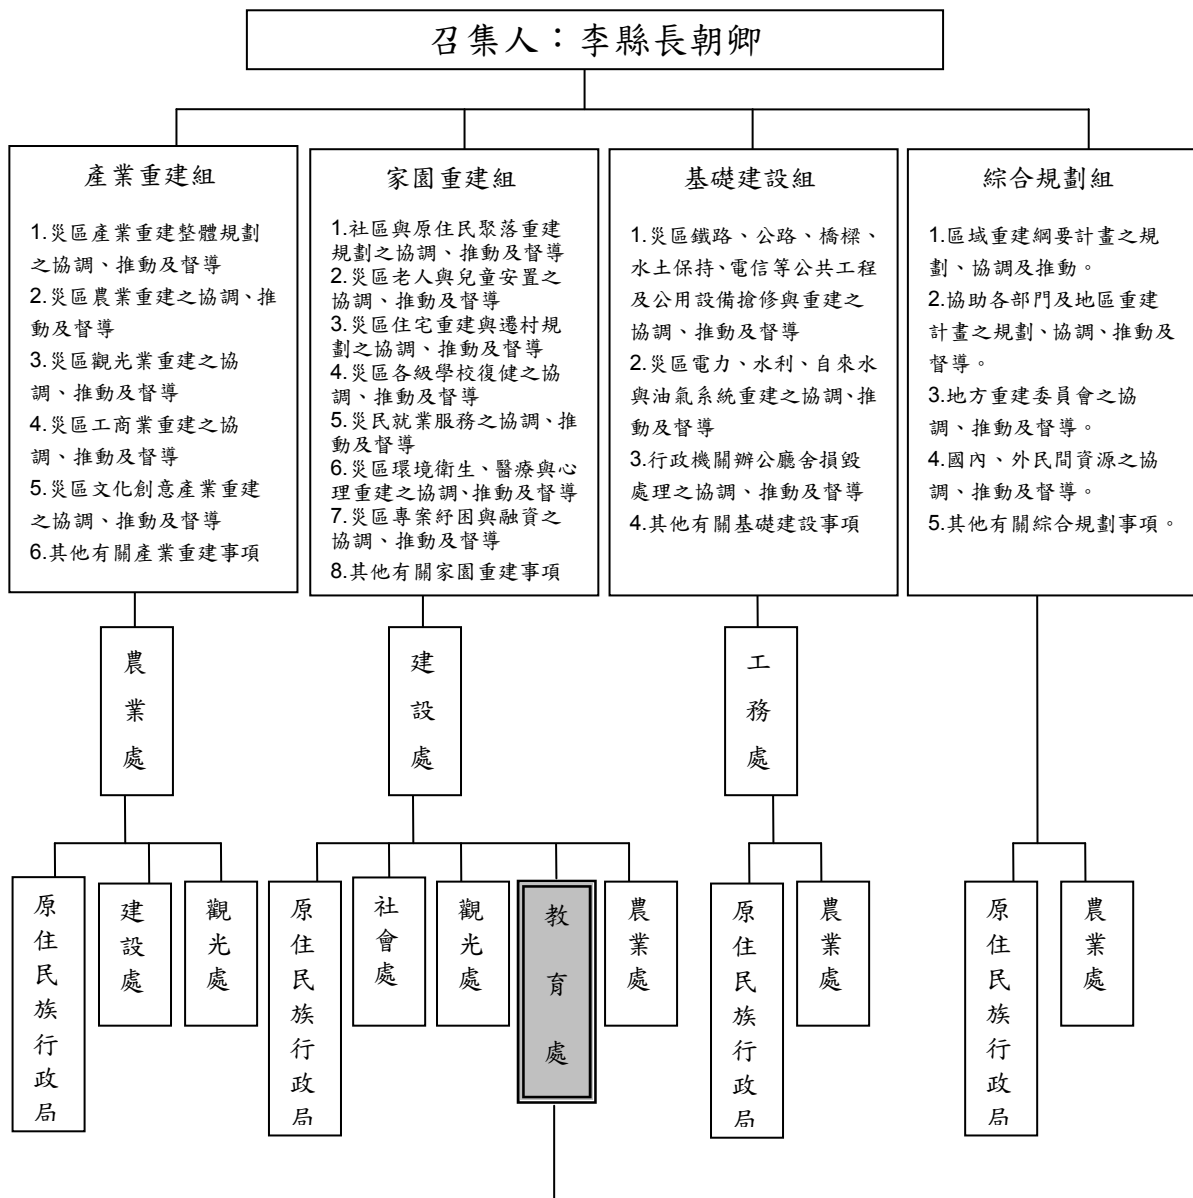 召集人：李縣長朝卿
產業重建組
1.災區產業重建整體規劃
之協調、推動及督導
2.災區農業重建之協調、推
動及督導
3.災區觀光業重建之協
調、推動及督導
4.災區工商業重建之協
調、推動及督導
5.災區文化創意產業重建
之協調、推動及督導
6.其他有關產業重建事項
家園重建組
1.社區與原住民聚落重建
規劃之協調、推動及督導
2.災區老人與兒童安置之
協調、推動及督導
3.災區住宅重建與遷村規
劃之協調、推動及督導
4.災區各級學校復健之協
調、推動及督導
5.災民就業服務之協調、推
動及督導
6.災區環境衛生、醫療與心
理重建之協調、推動及督導
7.災區專案紓困與融資之
協調、推動及督導
8.其他有關家園重建事項
基礎建設組
1.災區鐵路、公路、橋樑、
水土保持、電信等公共工程
及公用設備搶修與重建之
協調、推動及督導
2.災區電力、水利、自來水
與油氣系統重建之協調、推
動及督導
3.行政機關辦公廳舍損毀
處理之協調、推動及督導
4.其他有關基礎建設事項
綜合規劃組
1.區域重建綱要計畫之規
劃、協調及推動。
2.協助各部門及地區重建
計畫之規劃、協調、推動及
督導。
3.地方重建委員會之協
調、推動及督導。
4.國內、外民間資源之協
調、推動及督導。
5.其他有關綜合規劃事項。
農業處
建設處
工務處
原住民族行政局
建設處
觀光處
原住民族行政局
社會處
觀光處
教育處
農業處
原住民族行政局
農業處
原住民族行政局
農業處